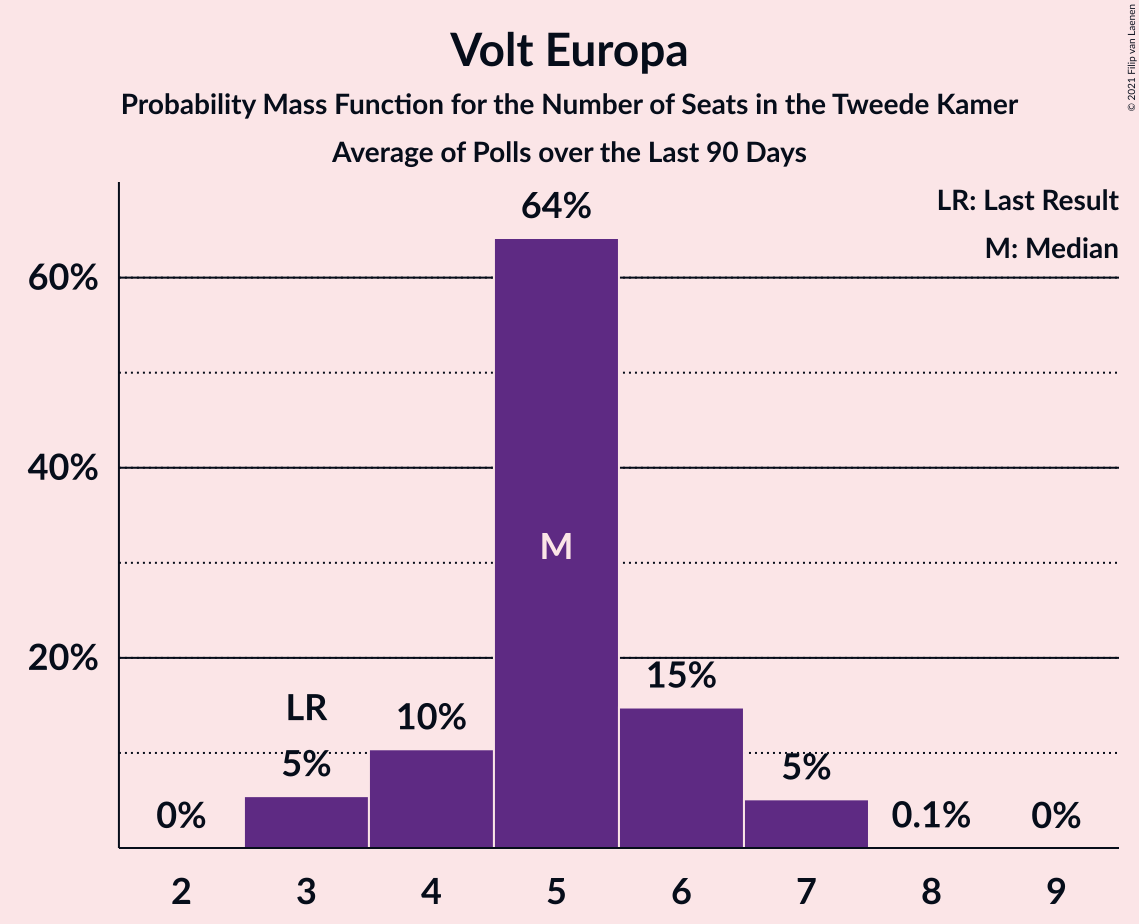 Volt Europa
Probability Mass Function for the Number of Seats in the Tweede Kamer
Average of Polls over the Last 90 Days
© 2021 Filip van Laenen
LR: Last Result
M: Median
64%
60%
40%
M
20%
15%
LR
10%
5%
5%
0%
0.1%
0%
2 3 4 5 6 7 8 9